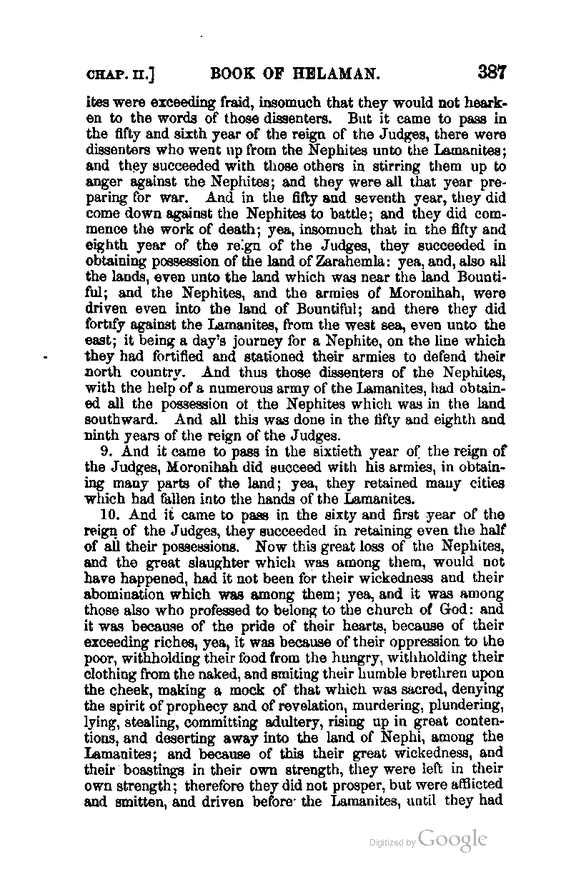 CHAP. II.] BOOK OF HELAMAN. 387
ites were exceeding fraid, insomuch that they would not heark-
en to the words of those dissenters. But it came to pass in
the fifty and sixth year of the reign of the Judges, there were
dissenters who went up from the Nephites unto the Lamanites;
and they succeeded with those others in stirring them up to
anger against the Nephites; and they were all that year pre-
paring for war. And in the fifty and seventh year, they did
come down against the Nephites to battle; and they did com-
mence the work of death; yea, insomuch that in the fifty and
eighth year of the reign of the Judges, they succeeded in
obtaining possession of the land of Zarahemla: yea, and, also all
the lands, even unto the land which was near the land Bounti-
ful; and the Nephites, and the armies of Moronihah, were
driven even into the land of Bountiful; and there they did
fortify against the Lamanites, from the west sea, even unto the
east; it being a day's journey for a Nephite, on the line which
they had fortified and stationed their armies to defend their
north country. And thus those dissenters of the Nephites,
with the help of a numerous army of the Lamanites, had obtain-
ed all the possession of the Nephites which was in the land
southward. And all this was done in the fifty and eighth and
ninth years of the reign of the Judges.
9. And it came to pass in the sixtieth year of the reign of
the Judges, Moronihah did succeed with his armies, in obtain-
ing many parts of the land; yea, they retained many cities
which had fallen into the hands of the Lamanites.
10. And it came to pass in the sixty and first year of the
reign of the Judges, they succeeded in retaining even the half
of all their possessions. Now this great loss of the Nephites,
and the great slaughter which was among them, would not
have happened, had it not been for their wickedness and their
abomination which was among them; yea, and it was among
those also who professed to belong to the church of God: and
it was because of the pride of their hearts, because of their
exceeding riches, yea, it was because of their oppression to the
poor, withholding their food from the hungry, withholding their
clothing from the naked, and smiting their humble brethren upon
the cheek, making a mock of that which was sacred, denying
the spirit of prophecy and of revelation, murdering, plundering,
lying, stealing, committing adultery, rising up in great conten-
tions, and deserting away into the land of Nephi, among the
Lamanites; and because of this their great wickedness, and
their boastings in their own strength, they were left in their
own strength; therefore they did not prosper, but were afflicted
and smitten, and driven before the Lamanites, until they had
Digitized by Google